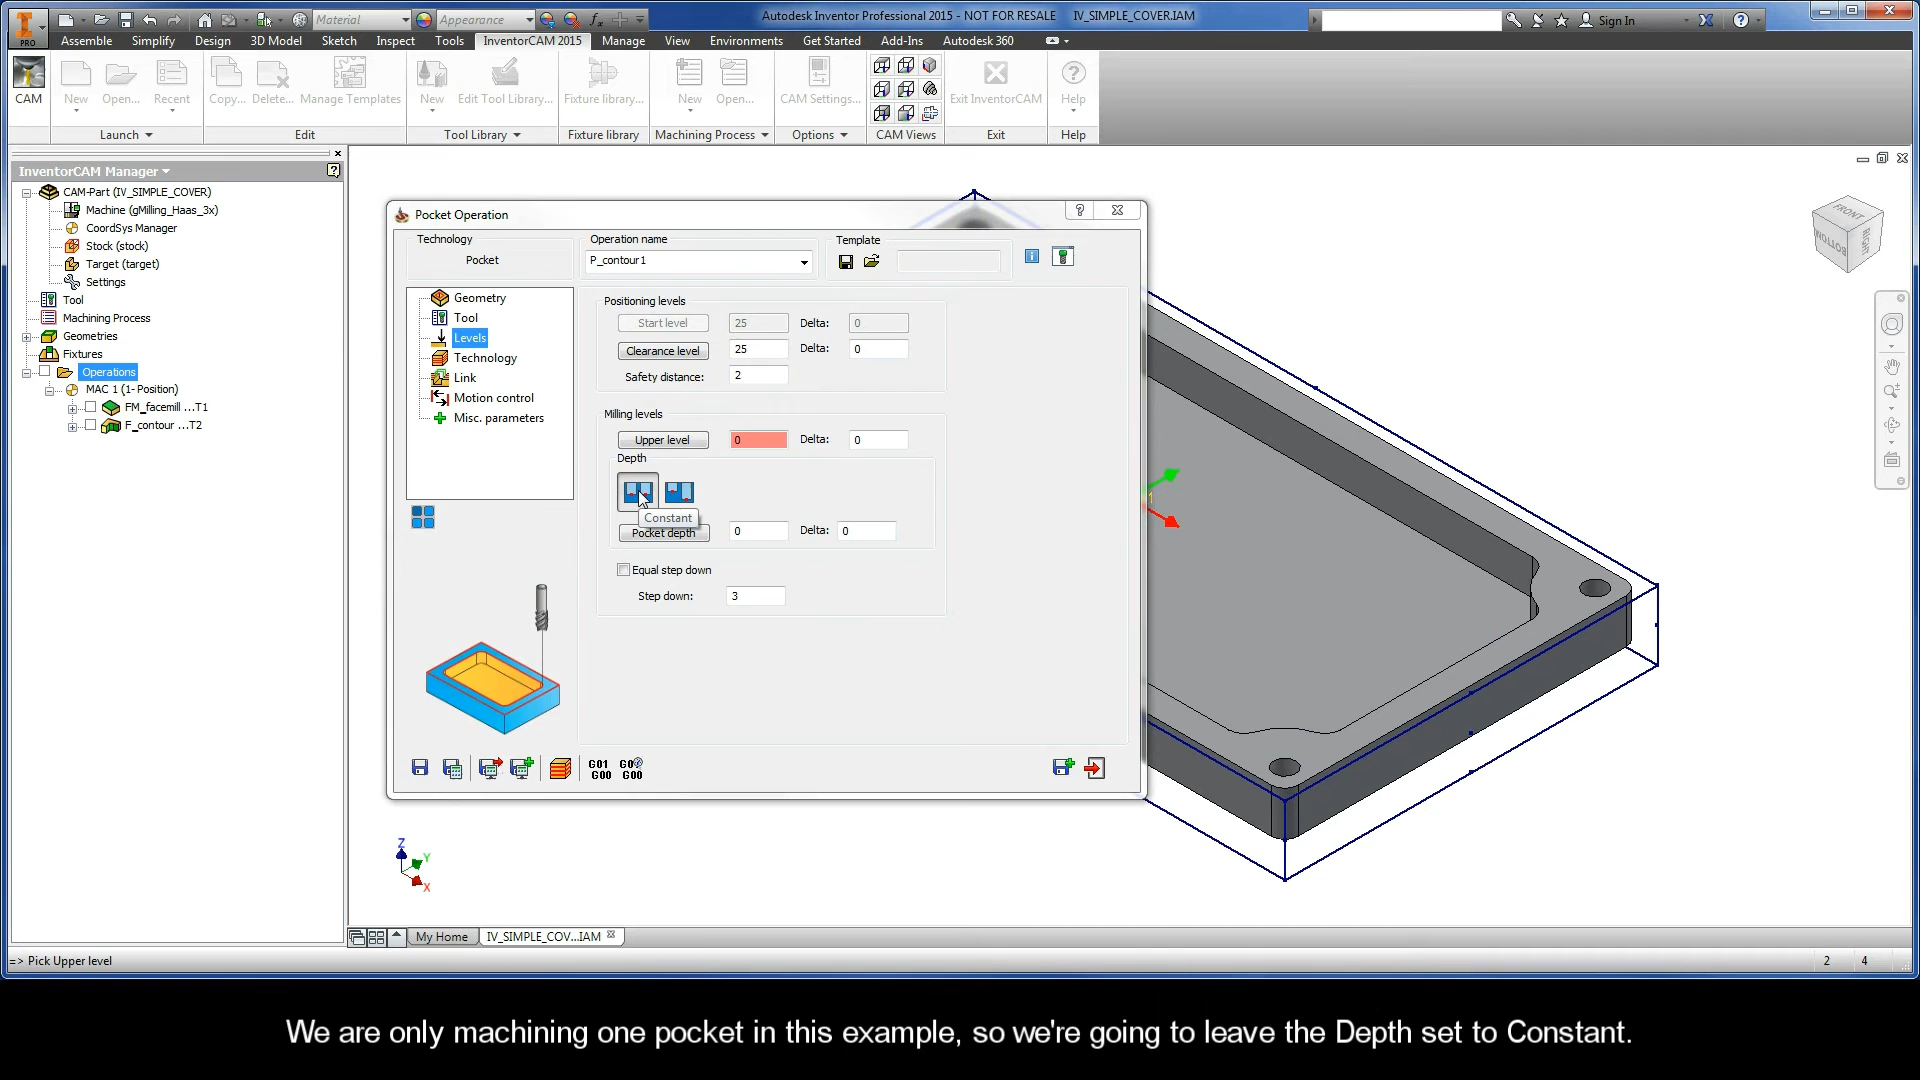 Material
Appearance
Autodesk Inventor Professional 2015 - NOT FOR RESALE IV_SIMPLE_COVER.IAM
Sign In
PRO
Assemble Simplify Design 3D Model Sketch Inspect Tools InventorCAM 2015 Manage View Environments Get Started Add-Ins Autodesk 360
CAM New Open... Recent Copy... Delete... Manage Templates New Edit Tool Library... Fixture library... New Open... CAM Settings... Exit InventorCAM Help
Launch Edit Tool Library Fixture library Machining Process Options CAM Views Exit Help
InventorCAM Manager
CAM-Part (IV_SIMPLE_COVER)
Machine (gMilling_Haas_3x)
CoordSys Manager
Stock (stock)
Target (target)
Settings
Tool
Machining Process
Geometries
Fixtures
Operations
MAC 1 (1- Position)
FM_facemill ...T1
F_contour ...T2
Pocket Operation
Technology
Pocket
Operation name
P_contour1
Template
Geometry
Tool
Levels
Technology
Link
Motion control
Misc. parameters
Positioning levels
Start level 25 Delta: 0
Clearance level 25 Delta: 0
Safety distance: 2
Milling levels
Upper level 0 Delta: 0
Depth
Constant
Pocket depth 0 Delta: 0
Equal step down
Step down: 3
G01 G00
G0 G00
FRONT
BOTTOM
RIGHT
1
Z
Y
X
My Home IV_SIMPLE_COV...IAM
=> Pick Upper level
2 4
We are only machining one pocket in this example, so we're going to leave the Depth set to Constant.